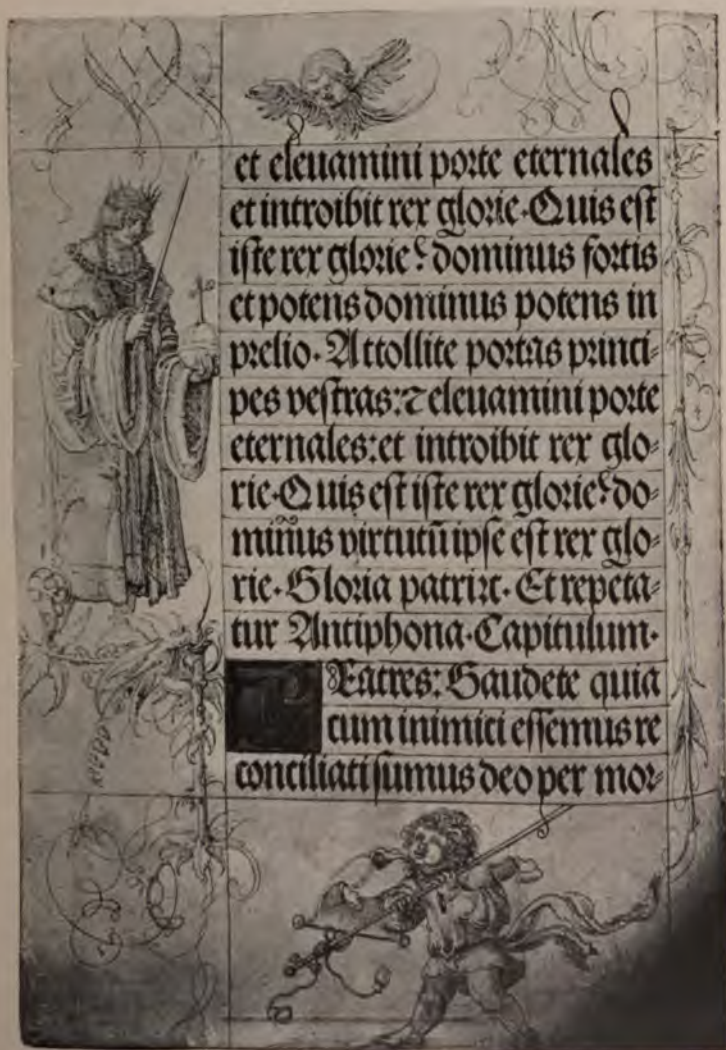 et eleuamini porte eternales
et introibit rex glorie. Quis est
iste rex glorie? dominus fortis
et potens dominus potens in
prelio. Attollite portas princi-
pes vestras: ⁊ eleuamini porte
eternales: et introibit rex glo-
rie. Quis est iste rex glorie? do-
min̄us virtutū ipse est rex glo-
rie. Gloria patri ⁊c. Et repeta-
tur Antiphona. Capitulum.
FRatres: Gaudete quia
cum inimici essemus re
conciliati sumus deo per mor-